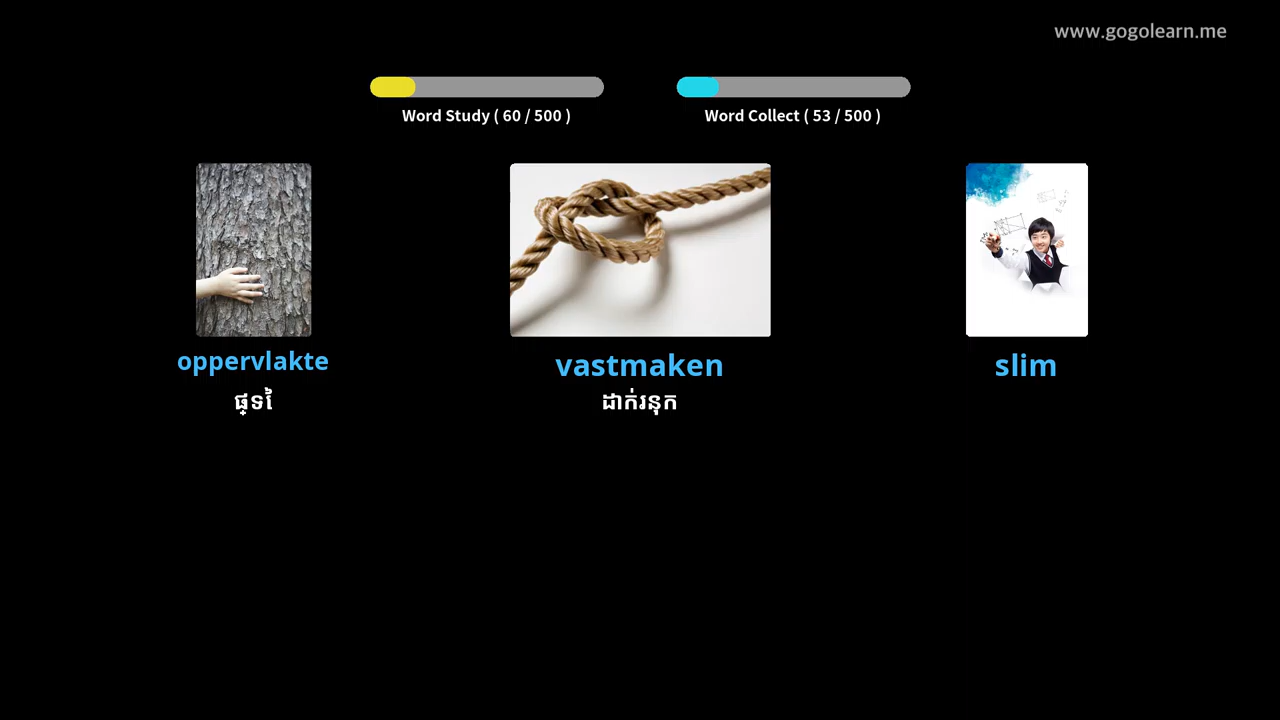 www.gogolearn.me
Word Study ( 60 / 500 )
Word Collect ( 53 / 500 )
oppervlakte
vastmaken
slim
ផ្ទៃ
ដាក់រនុក